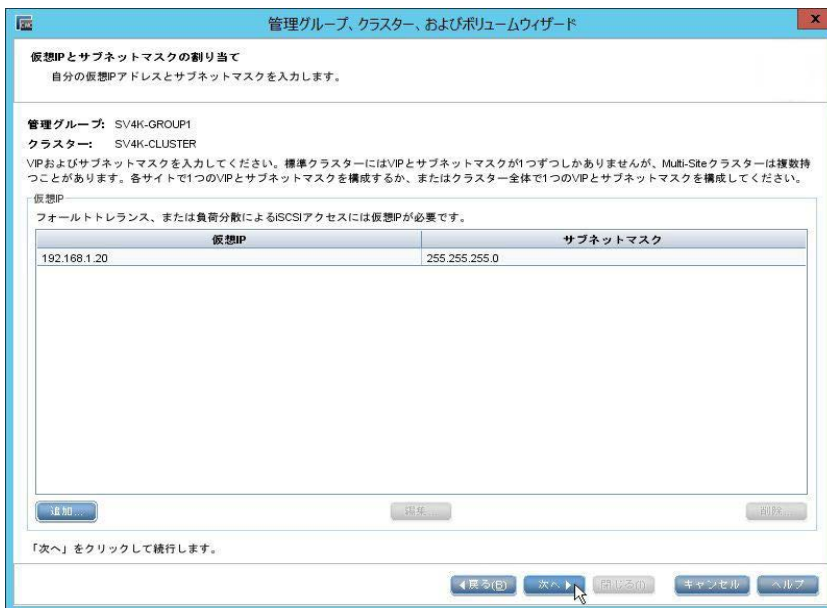 管理グループ、クラスター、およびボリュームウィザード
仮想IPとサブネットマスクの割り当て
自分の仮想IPアドレスとサブネットマスクを入力します。
管理グループ: SV4K-GROUP1
クラスター: SV4K-CLUSTER
VIPおよびサブネットマスクを入力してください。標準クラスターにはVIPとサブネットマスクが1つずつしかありませんが、Multi-Siteクラスターは複数持
つことがあります。各サイトで1つのVIPとサブネットマスクを構成するか、またはクラスター全体で1つのVIPとサブネットマスクを構成してください。
仮想IP
フォールトトレランス、または負荷分散によるiSCSIアクセスには仮想IPが必要です。
仮想IP サブネットマスク
192.168.1.20 255.255.255.0
追加... 編集... 削除...
「次へ」をクリックして続行します。
戻る(B) 次へ キャンセル ヘルプ